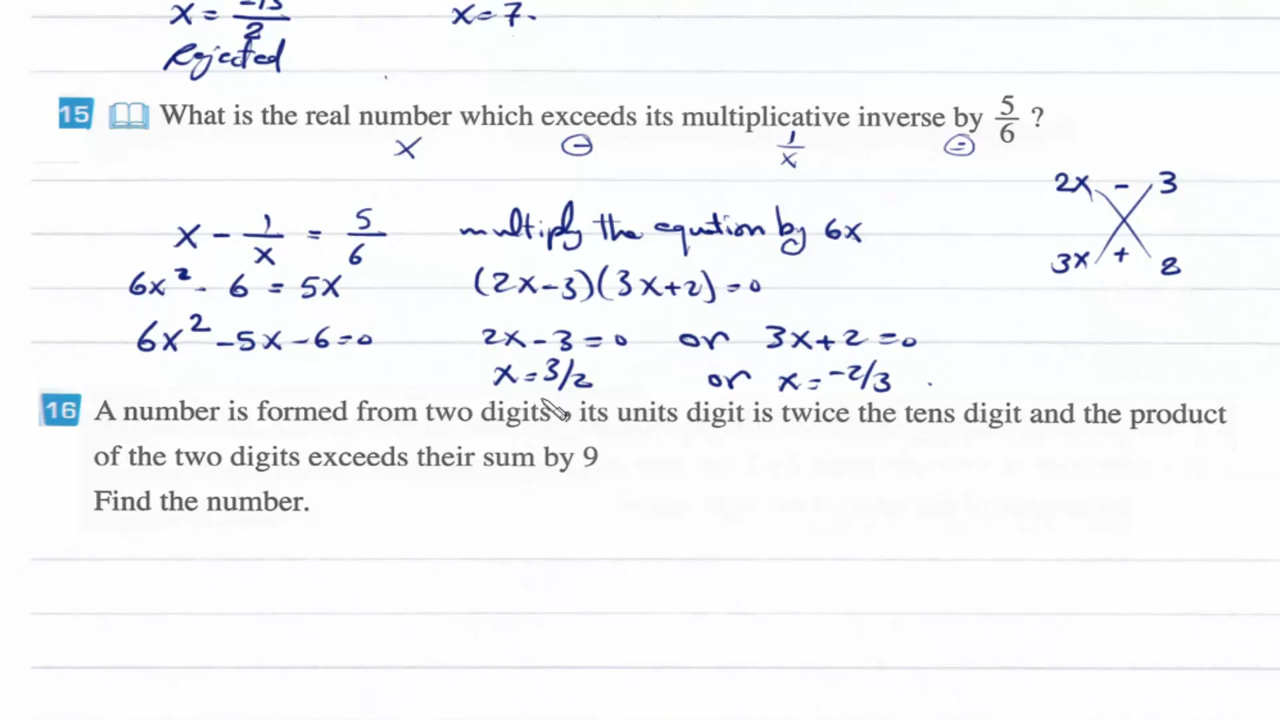 x = -15/2 x = 7.
Rejected
15 What is the real number which exceeds its multiplicative inverse by 5/6 ?
x - 1/x =
2x - 3
x - 1/x = 5/6 multiply the eqution by 6x
3x + 2
6x² - 6 = 5x (2x-3)(3x+2)=0
6x² -5x -6=0 2x-3=0 or 3x+2=0
x=3/2 or x=-2/3 .
16 A number is formed from two digits, its units digit is twice the tens digit and the product
of the two digits exceeds their sum by 9
Find the number.